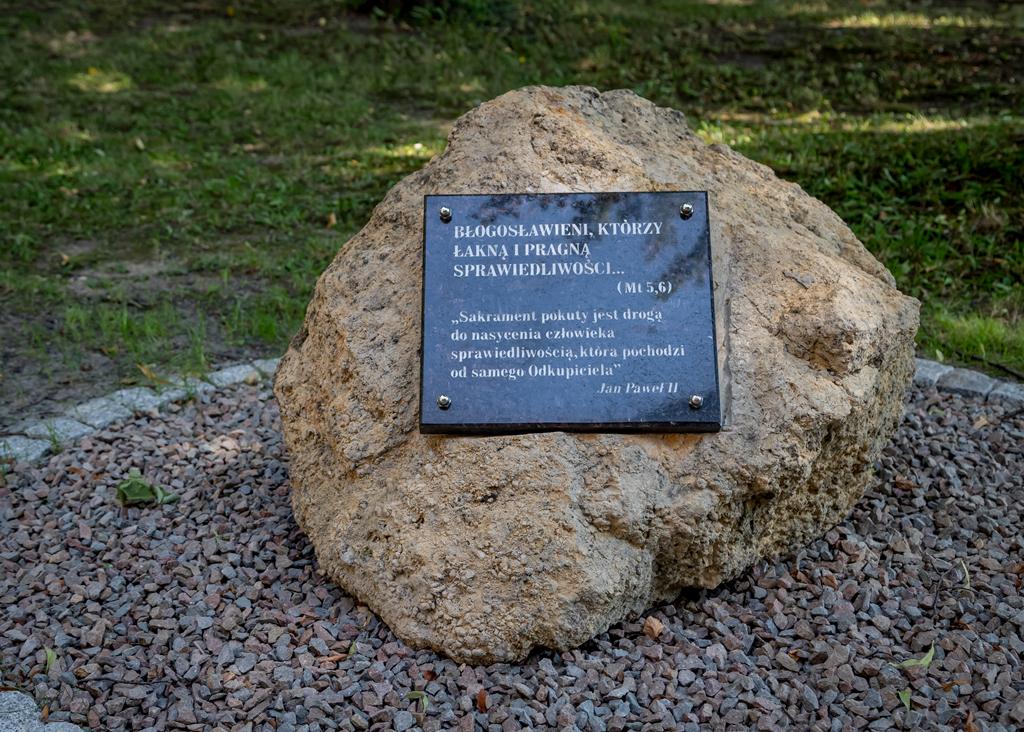 BŁOGOSŁAWIENI, KTÒRZY
ŁAKNĄ I PRAGNĄ
SPRAWIEDLIWOŚCI...
(Mt 5,6)
„Sakrament pokuty jest drogą
do nasycenia człowieka
sprawiedliwością, która pochodzi
od samego Odkupiciela”
Jan Paweł II